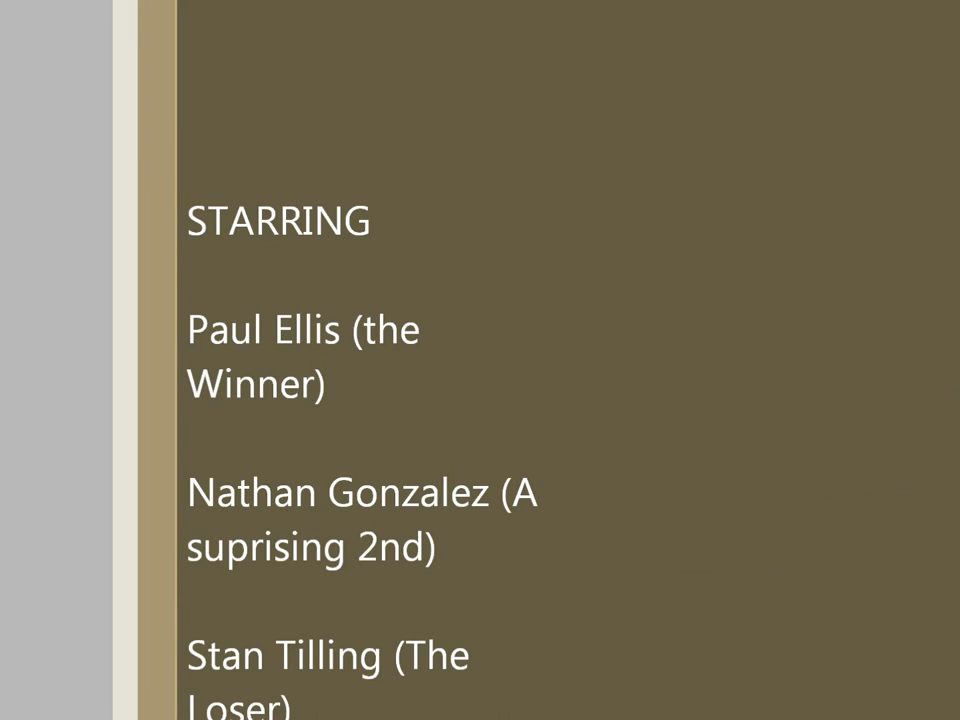 STARRING
Paul Ellis (the
Winner)
Nathan Gonzalez (A
suprising 2nd)
Stan Tilling (The
Loser)